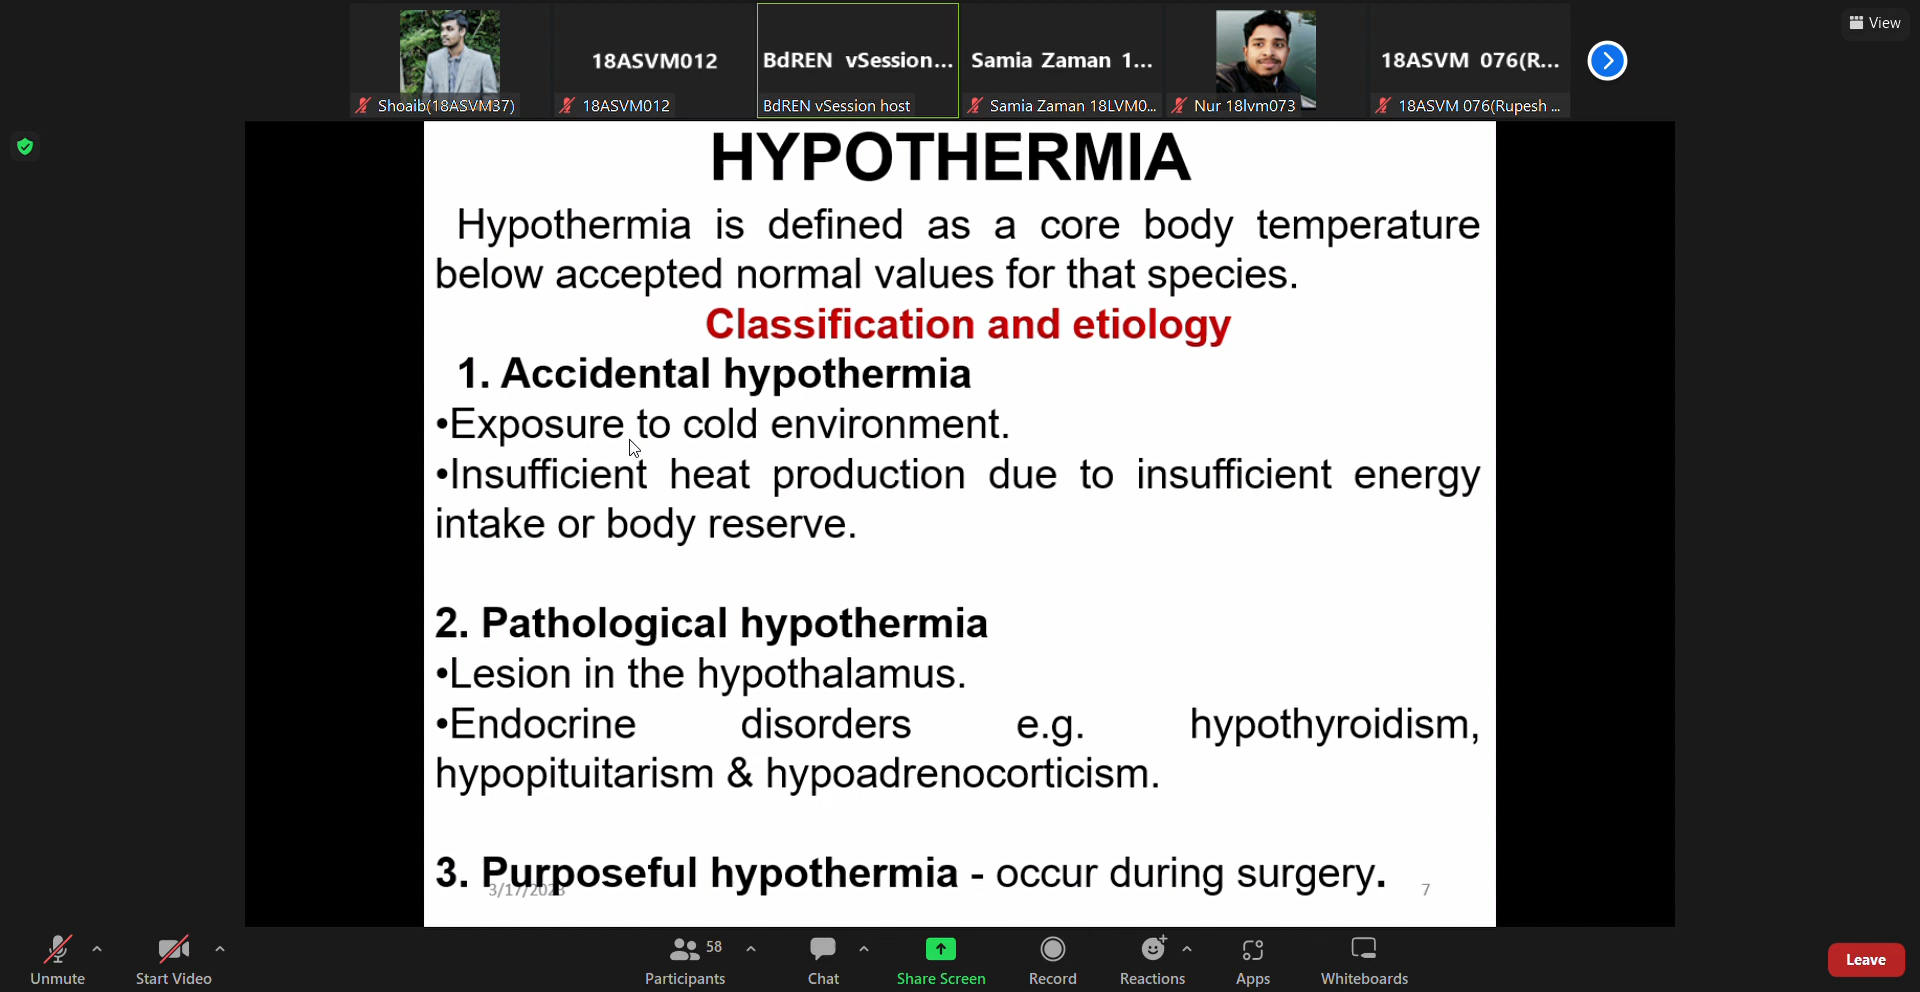 View
18ASVM012
BdREN vSession...
Samia Zaman 1...
18ASVM 076(R...
Shoaib(18ASVM37)
18ASVM012
BdREN vSession host
Samia Zaman 18LVM0...
Nur 18lvm073
18ASVM 076(Rupesh ...
HYPOTHERMIA
Hypothermia is defined as a core body temperature
below accepted normal values for that species.
Classification and etiology
1. Accidental hypothermia
•Exposure to cold environment.
•Insufficient heat production due to insufficient energy
intake or body reserve.
2. Pathological hypothermia
•Lesion in the hypothalamus.
•Endocrine disorders e.g. hypothyroidism,
hypopituitarism & hypoadrenocorticism.
3. Purposeful hypothermia - occur during surgery.
3/17/2023
7
58
Unmute
Start Video
Participants
Chat
Share Screen
Record
Reactions
Apps
Whiteboards
Leave